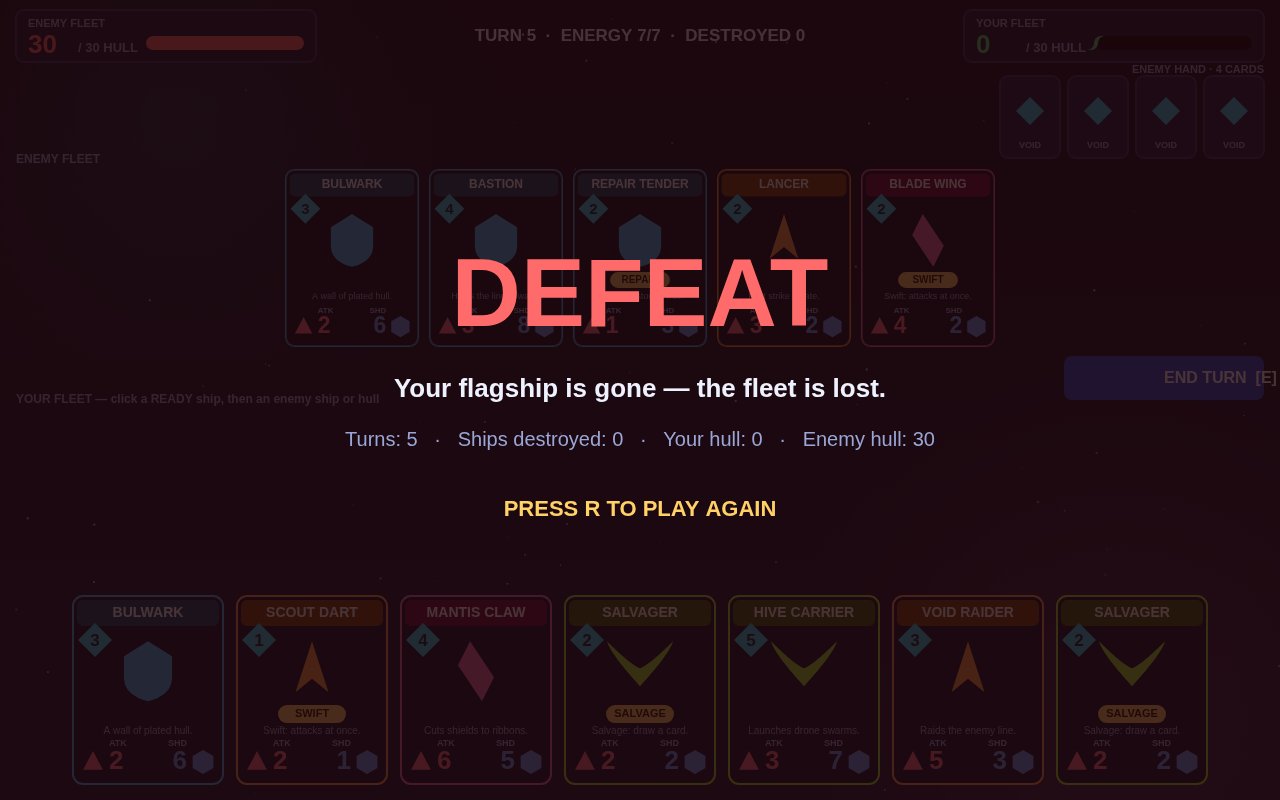 ENEMY FLEET
30 / 30 HULL
TURN 5 · ENERGY 7/7 · DESTROYED 0
YOUR FLEET
0 / 30 HULL
ENEMY HAND · 4 CARDS
VOID VOID VOID VOID
ENEMY FLEET
BULWARK BASTION REPAIR TENDER LANCER BLADE WING
3 4 2 2 2
SWIFT
A wall of plated hull. Swift: attacks at once.
ATK SHD ATK SHD
2 6 8 1 2 4 2
DEFEAT
END TURN [E]
Your flagship is gone — the fleet is lost.
YOUR FLEET — click a READY ship, then an enemy ship or hull
Turns: 5 · Ships destroyed: 0 · Your hull: 0 · Enemy hull: 30
PRESS R TO PLAY AGAIN
BULWARK SCOUT DART MANTIS CLAW SALVAGER HIVE CARRIER VOID RAIDER SALVAGER
3 1 4 2 5 3 2
SWIFT SALVAGE SALVAGE
A wall of plated hull. Swift: attacks at once. Cuts shields to ribbons. Salvage: draw a card. Launches drone swarms. Raids the enemy line. Salvage: draw a card.
ATK SHD ATK SHD ATK SHD ATK SHD ATK SHD ATK SHD ATK SHD
2 6 2 1 6 5 2 2 3 7 5 3 2 2